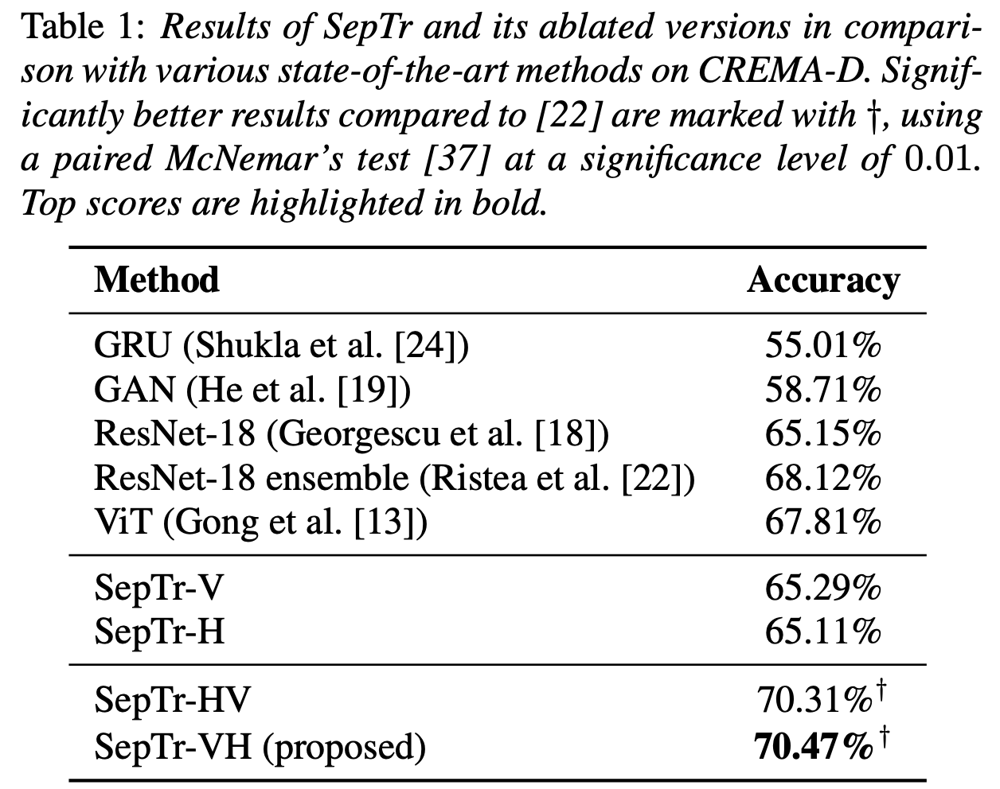 Table 1: Results of SepTr and its ablated versions in compari-
son with various state-of-the-art methods on CREMA-D. Signif-
icantly better results compared to [22] are marked with †, using
a paired McNemar's test [37] at a significance level of 0.01.
Top scores are highlighted in bold.
Method Accuracy
GRU (Shukla et al. [24]) 55.01%
GAN (He et al. [19]) 58.71%
ResNet-18 (Georgescu et al. [18]) 65.15%
ResNet-18 ensemble (Ristea et al. [22]) 68.12%
ViT (Gong et al. [13]) 67.81%
SepTr-V 65.29%
SepTr-H 65.11%
SepTr-HV 70.31%†
SepTr-VH (proposed) 70.47%†